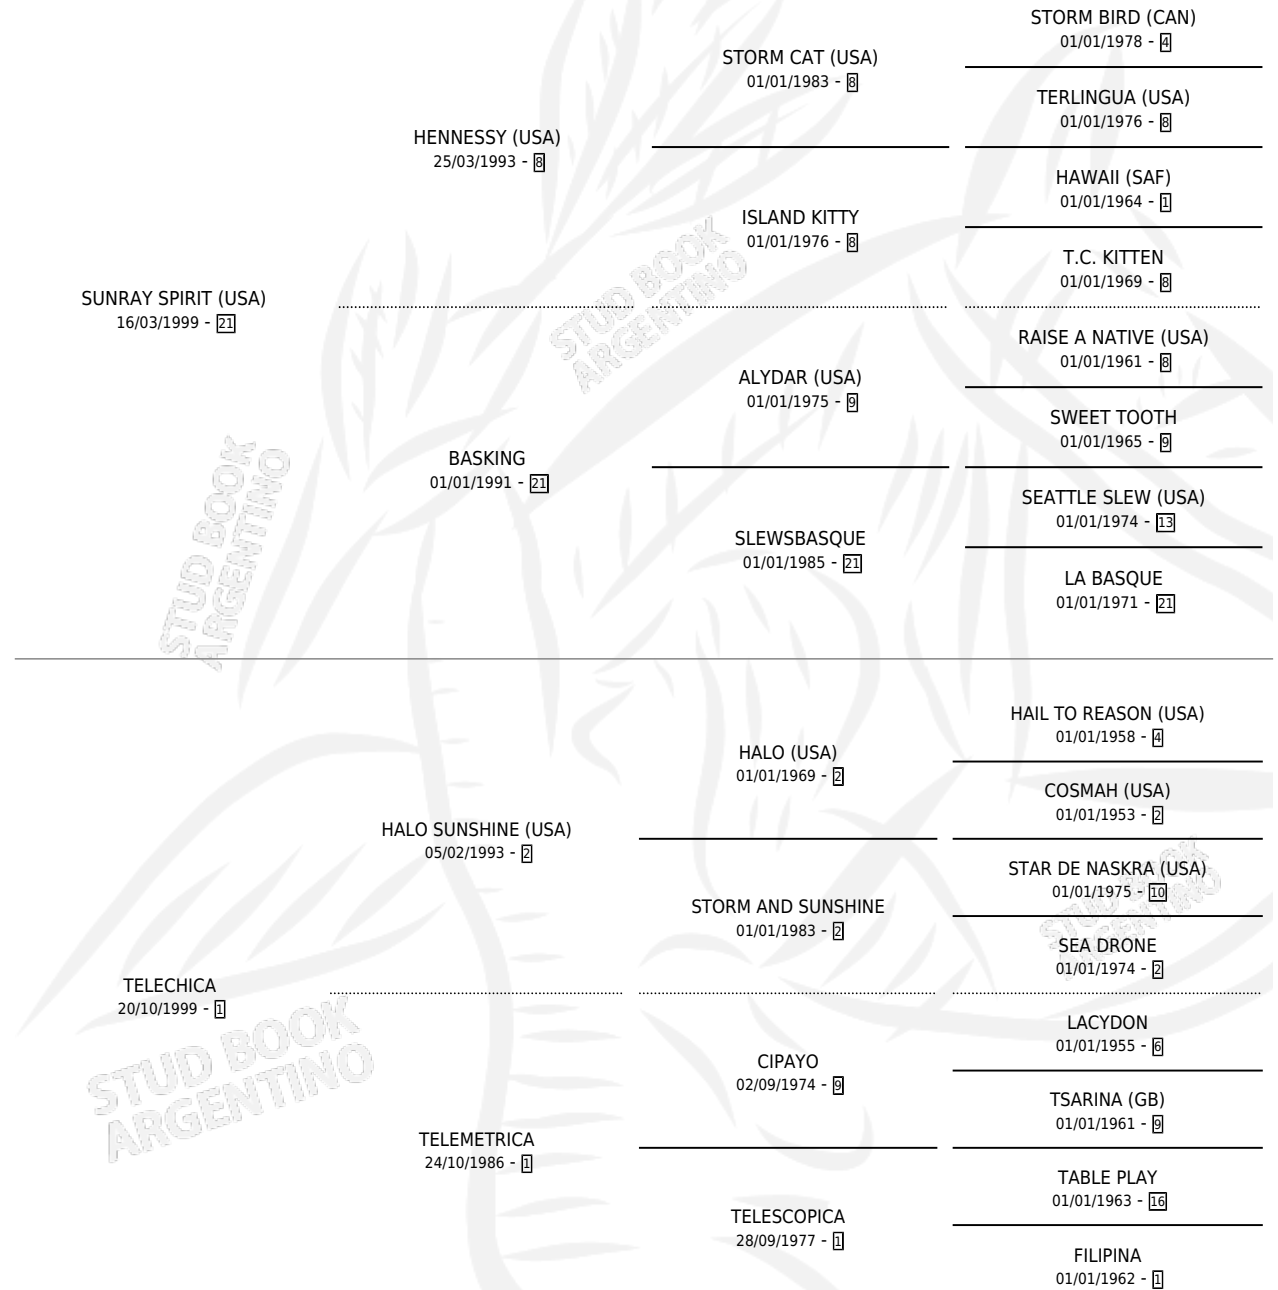 STORM BIRD (CAN)
01/01/1978 - 4
STORM CAT (USA)
01/01/1983 - 8
TERLINGUA (USA)
01/01/1976 - 8
HENNESSY (USA)
25/03/1993 - 8
HAWAII (SAF)
01/01/1964 - 1
ISLAND KITTY
01/01/1976 - 8
T.C. KITTEN
01/01/1969 - 8
SUNRAY SPIRIT (USA)
16/03/1999 - 21
RAISE A NATIVE (USA)
01/01/1961 - 8
ALYDAR (USA)
01/01/1975 - 9
SWEET TOOTH
01/01/1965 - 9
BASKING
01/01/1991 - 21
SEATTLE SLEW (USA)
01/01/1974 - 13
SLEWSBASQUE
01/01/1985 - 21
LA BASQUE
01/01/1971 - 21
STUD BOOK
ARGENTINO
STUD BOOK
ARGENTINO
HAIL TO REASON (USA)
01/01/1958 - 4
HALO (USA)
01/01/1969 - 2
COSMAH (USA)
01/01/1953 - 2
HALO SUNSHINE (USA)
05/02/1993 - 2
STAR DE NASKRA (USA)
01/01/1975 - 10
STORM AND SUNSHINE
01/01/1983 - 2
SEA DRONE
01/01/1974 - 2
TELECHICA
20/10/1999 - 1
LACYDON
01/01/1955 - 6
CIPAYO
02/09/1974 - 9
TSARINA (GB)
01/01/1961 - 9
TELEMETRICA
24/10/1986 - 1
TABLE PLAY
01/01/1963 - 16
TELESCOPICA
28/09/1977 - 1
FILIPINA
01/01/1962 - 1
STUD BOOK
ARGENTINO
STUD BOOK
ARGENTINO